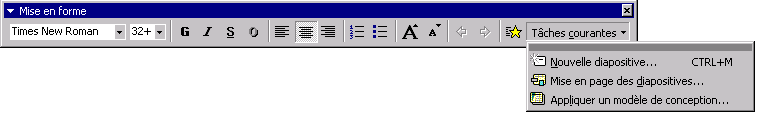 Mise en forme
Times New Roman 32+ G I S O A A Tâches courantes
Nouvelle diapositive... CTRL+M
Mise en page des diapositives...
Appliquer un modèle de conception...